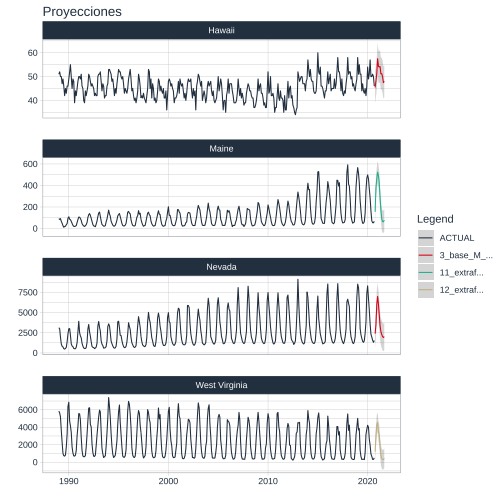 Proyecciones
Hawaii
60
50
40
Maine
600
400
200
0
Legend
ACTUAL
3_base_M_...
11_extraf...
12_extraf...
Nevada
7500
5000
2500
0
West Virginia
6000
4000
2000
0
1990 2000 2010 2020